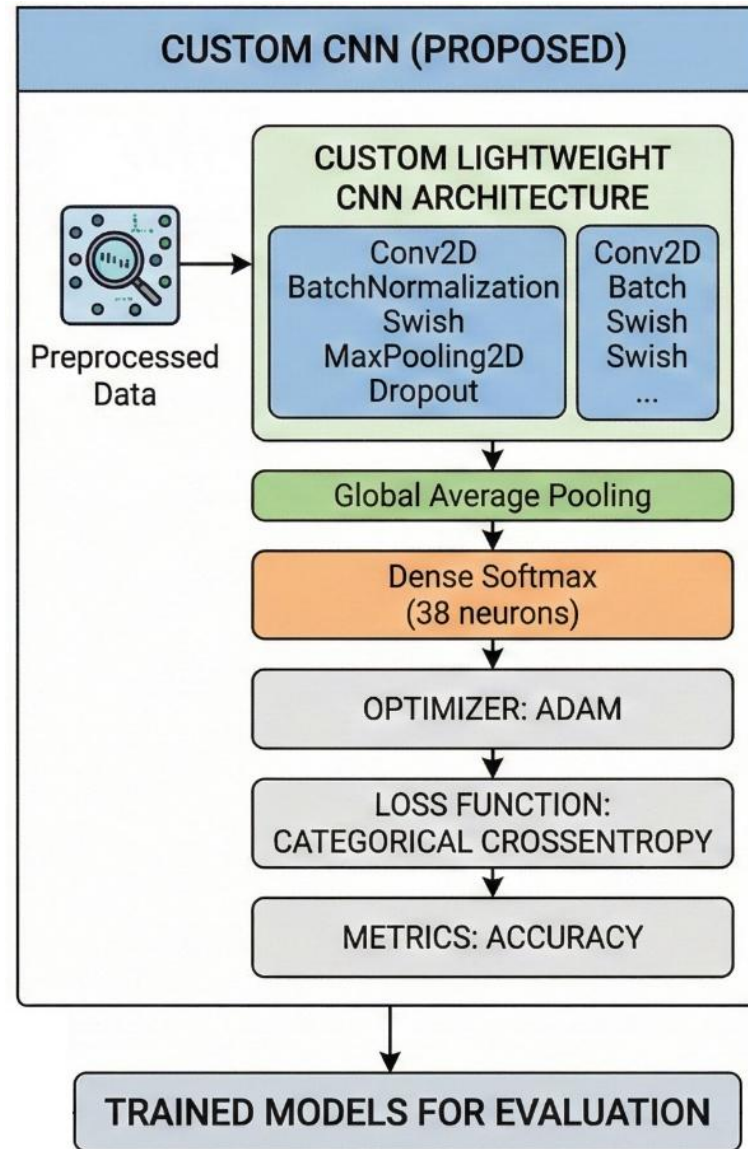 CUSTOM CNN (PROPOSED)
CUSTOM LIGHTWEIGHT
CNN ARCHITECTURE
Preprocessed
Data
Conv2D
BatchNormalization
Swish
MaxPooling2D
Dropout
Conv2D
Batch
Swish
Swish
...
Global Average Pooling
Dense Softmax
(38 neurons)
OPTIMIZER: ADAM
LOSS FUNCTION:
CATEGORICAL CROSSENTROPY
METRICS: ACCURACY
TRAINED MODELS FOR EVALUATION